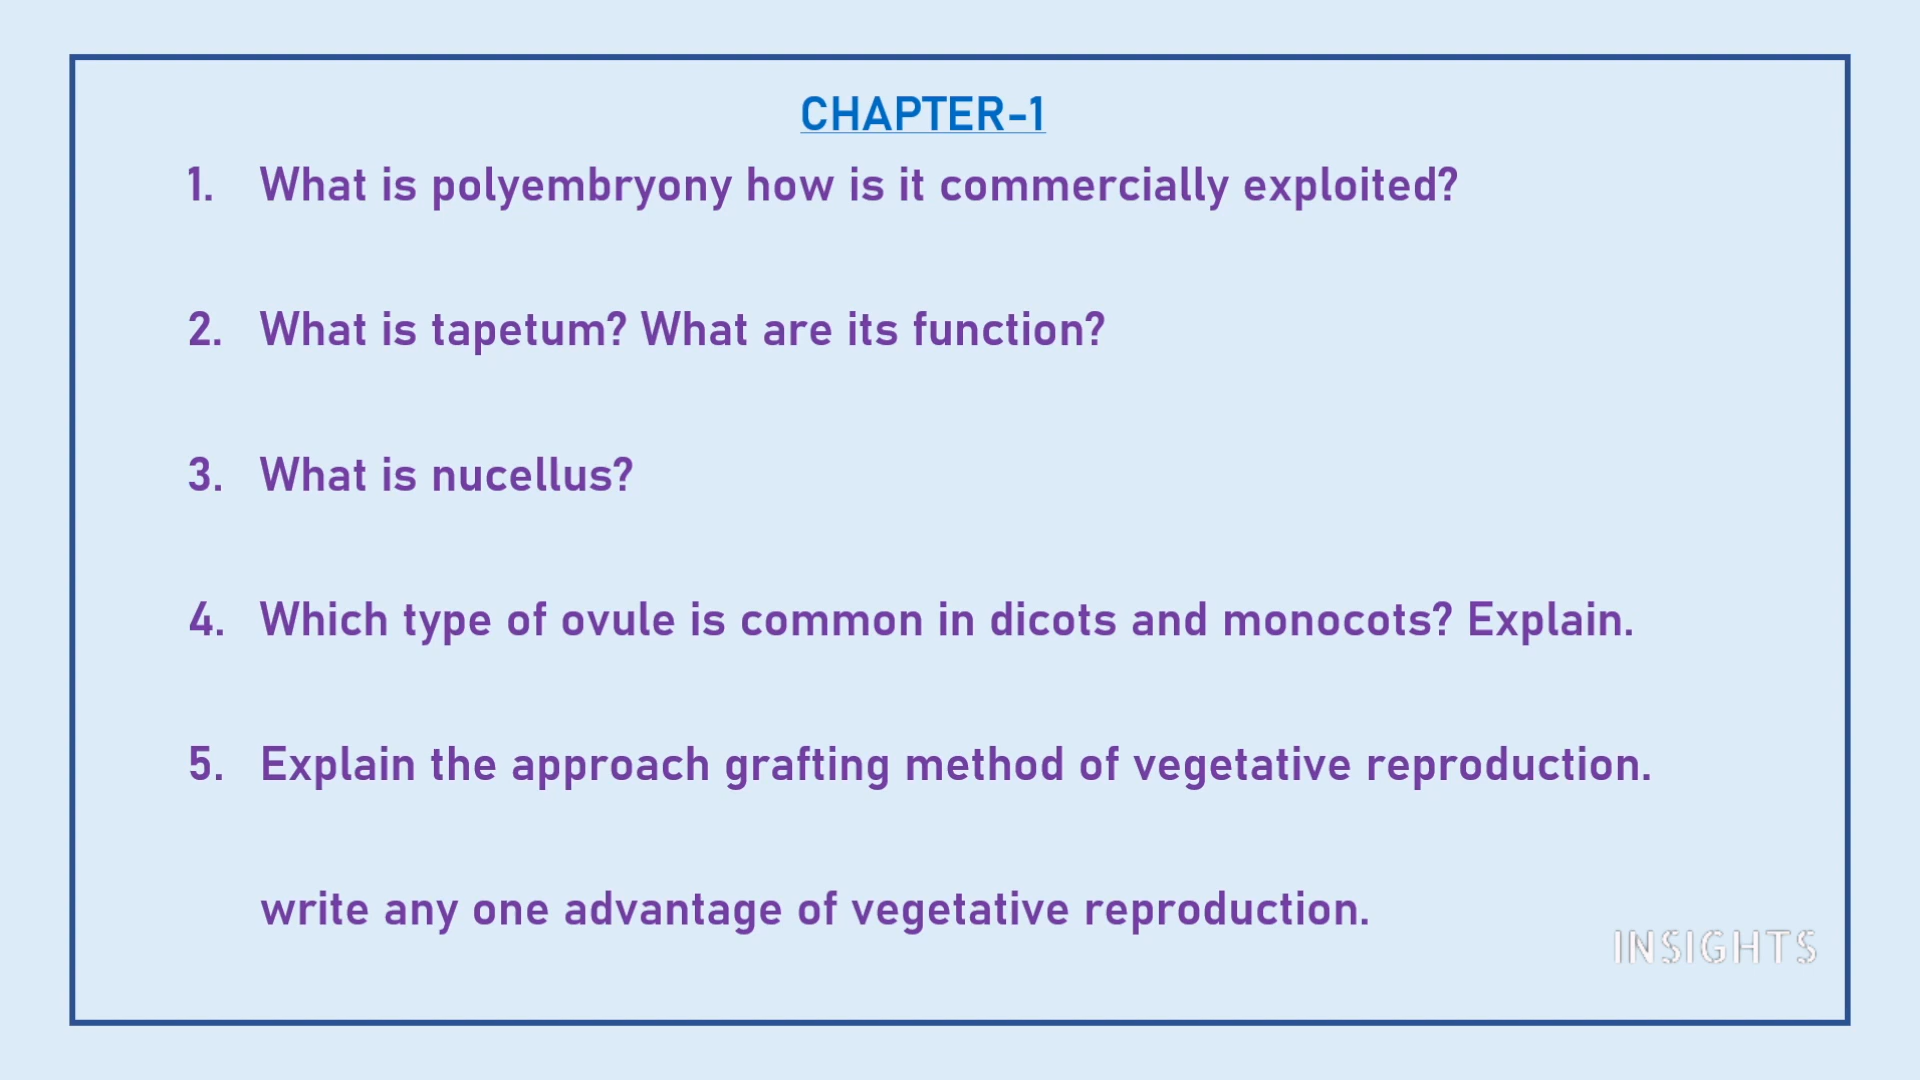 CHAPTER-1
1. What is polyembryony how is it commercially exploited?
2. What is tapetum? What are its function?
3. What is nucellus?
4. Which type of ovule is common in dicots and monocots? Explain.
5. Explain the approach grafting method of vegetative reproduction.
write any one advantage of vegetative reproduction.
INSIGHTS